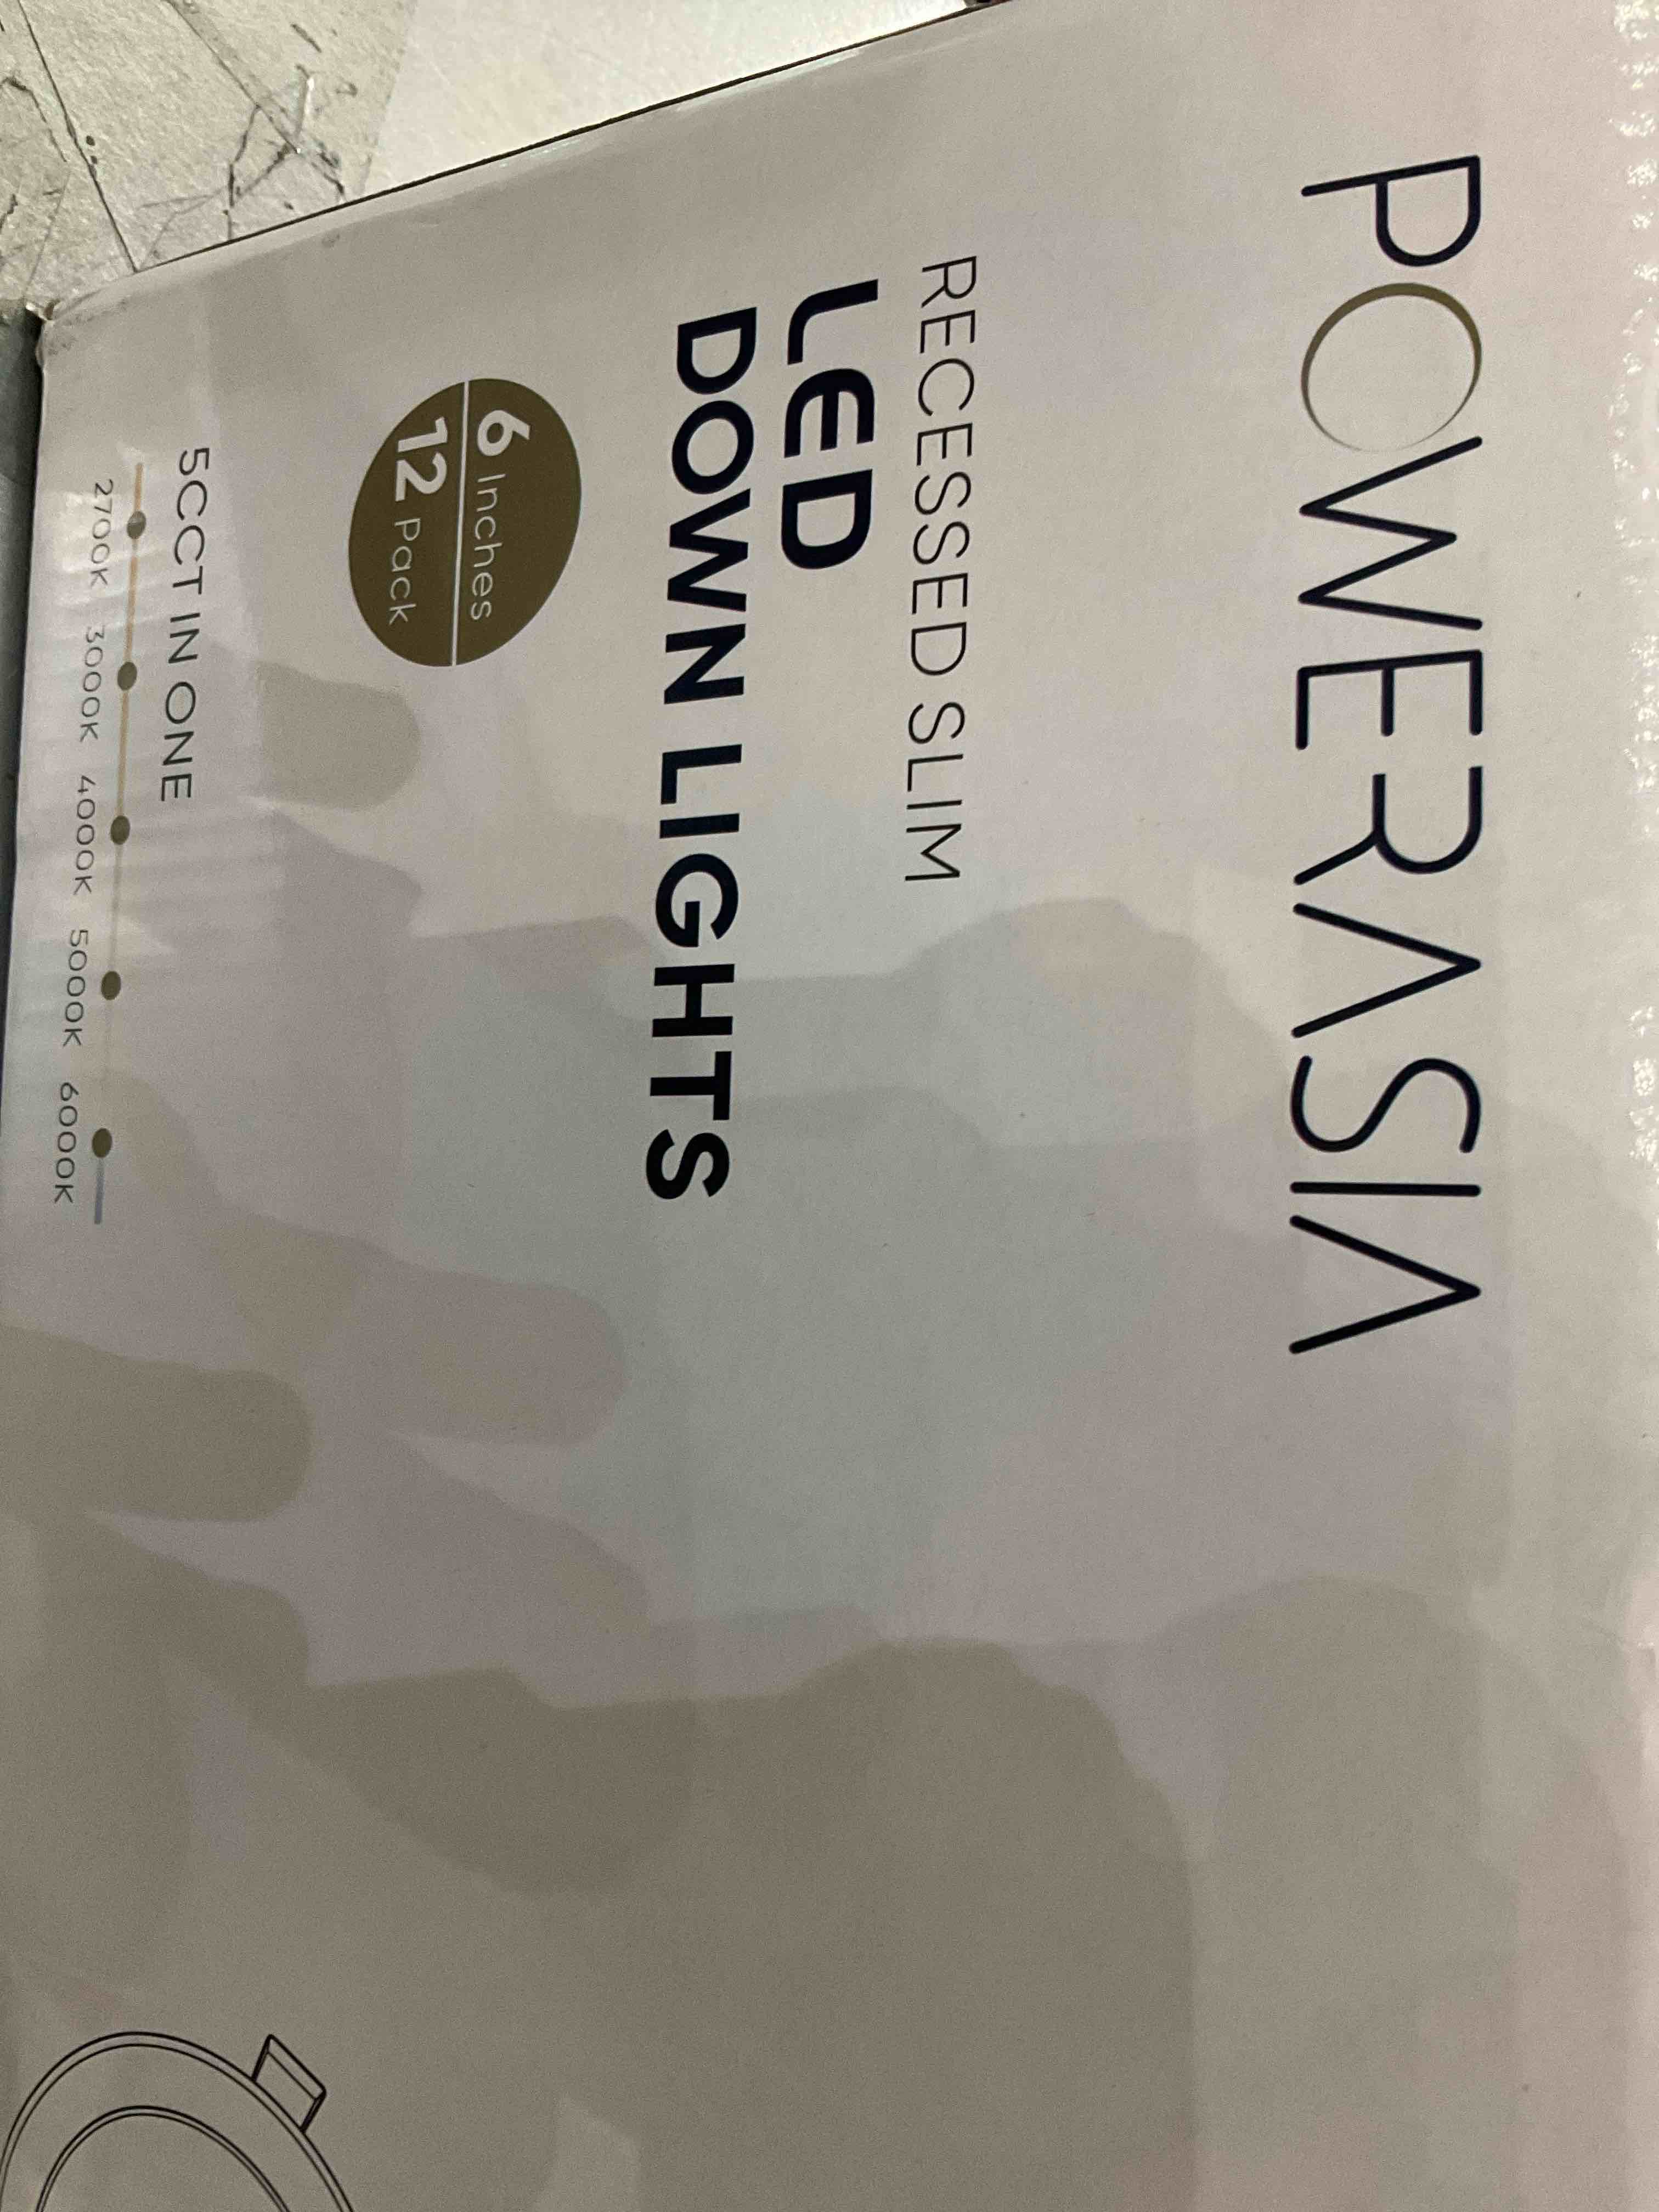 POWERASIA
RECESSED SLIM
LED
DOWN LIGHTS
6 Inches
12 Pack
5CCT IN ONE
2700K 3000K 4000K 5000K 6000K